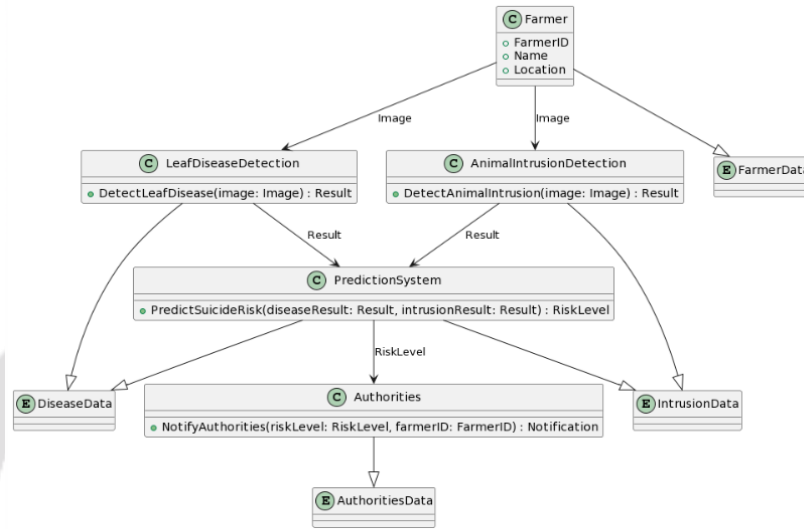 C Farmer
FarmerID
Name
Location
Image
Image
C LeafDiseaseDetection
DetectLeafDisease(image: Image) : Result
C AnimalIntrusionDetection
DetectAnimalIntrusion(image: Image) : Result
E FarmerData
Result
Result
C PredictionSystem
PredictSuicideRisk(diseaseResult: Result, intrusionResult: Result) : RiskLevel
RiskLevel
E DiseaseData
C Authorities
NotifyAuthorities(riskLevel: RiskLevel, farmerID: FarmerID) : Notification
E IntrusionData
E AuthoritiesData